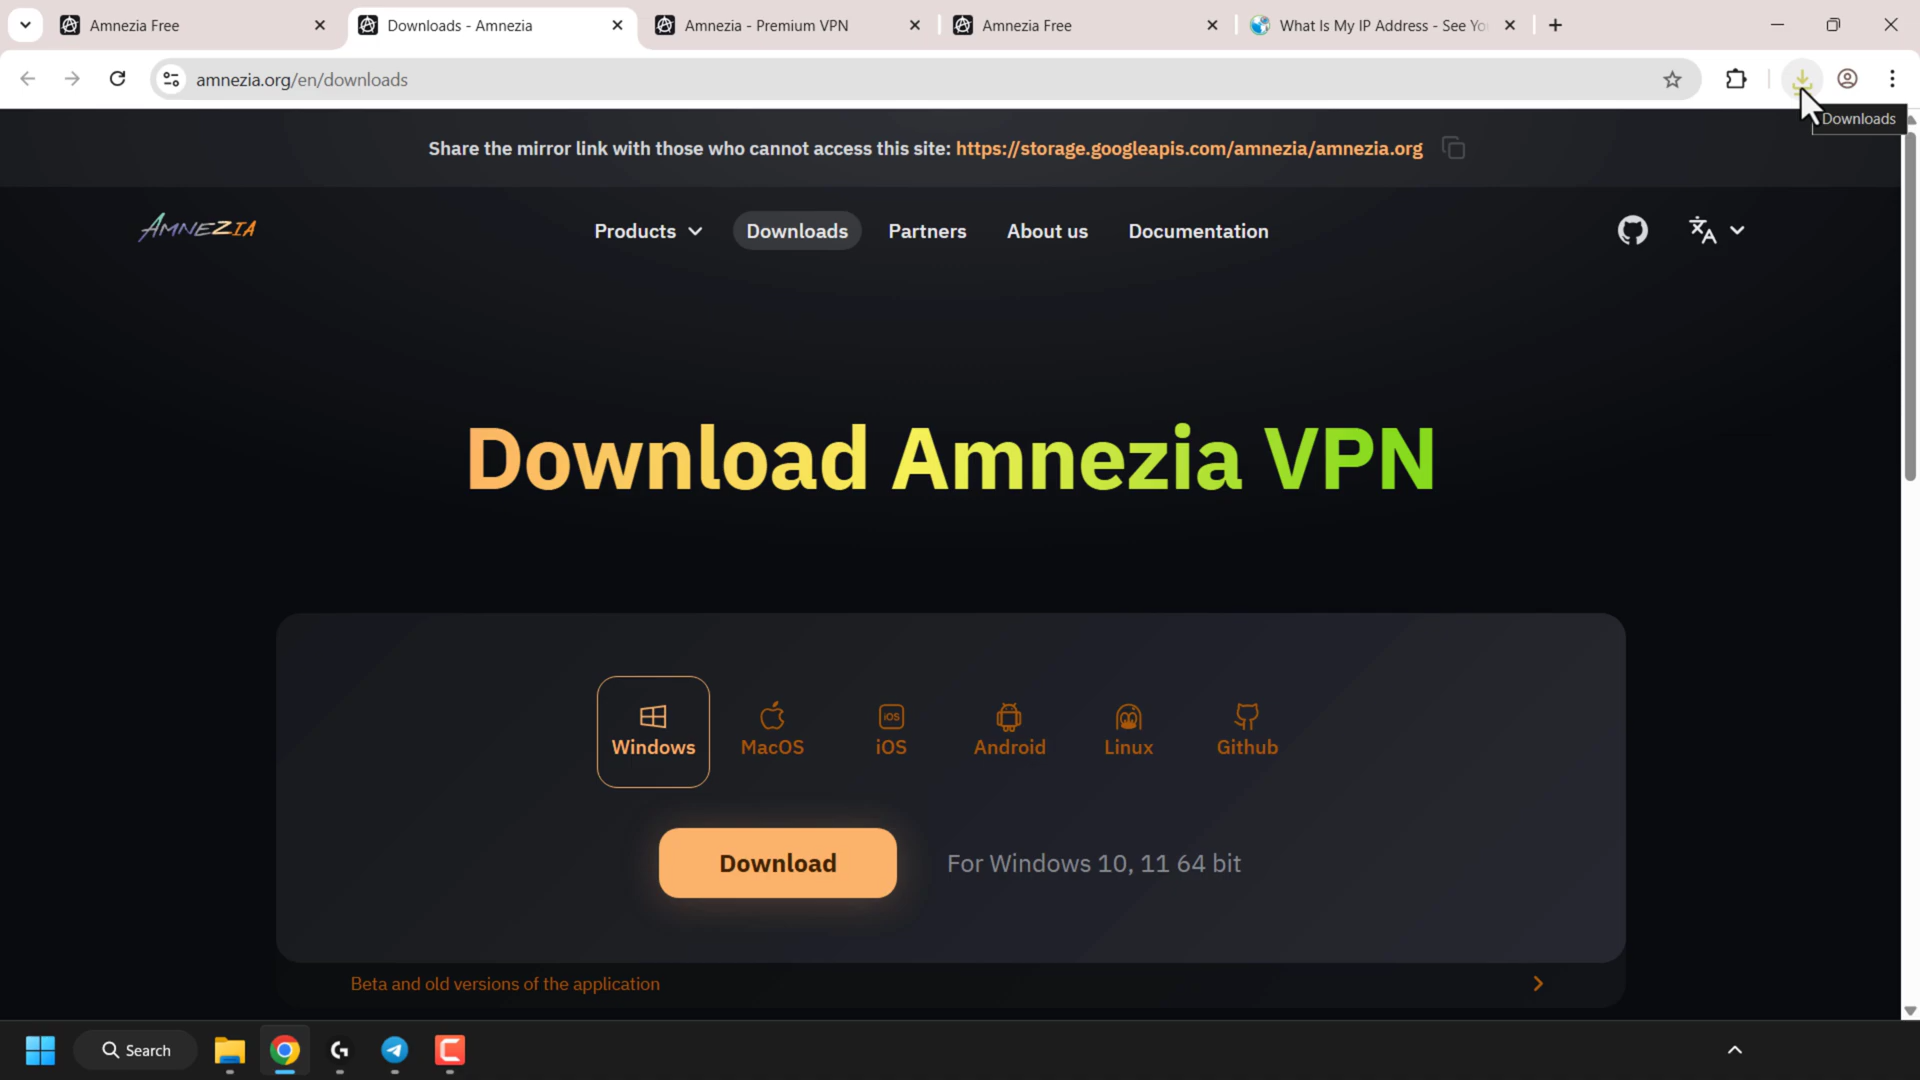 Amnezia Free
Downloads - Amnezia
Amnezia - Premium VPN
Amnezia Free
What Is My IP Address - See Yo
amnezia.org/en/downloads
Downloads
Share the mirror link with those who cannot access this site: https://storage.googleapis.com/amnezia/amnezia.org
AMNEZIA
Products
Downloads
Partners
About us
Documentation
Download Amnezia VPN
Windows
MacOS
iOS
iOS
Android
Linux
Github
Download
For Windows 10, 11 64 bit
Beta and old versions of the application
Search